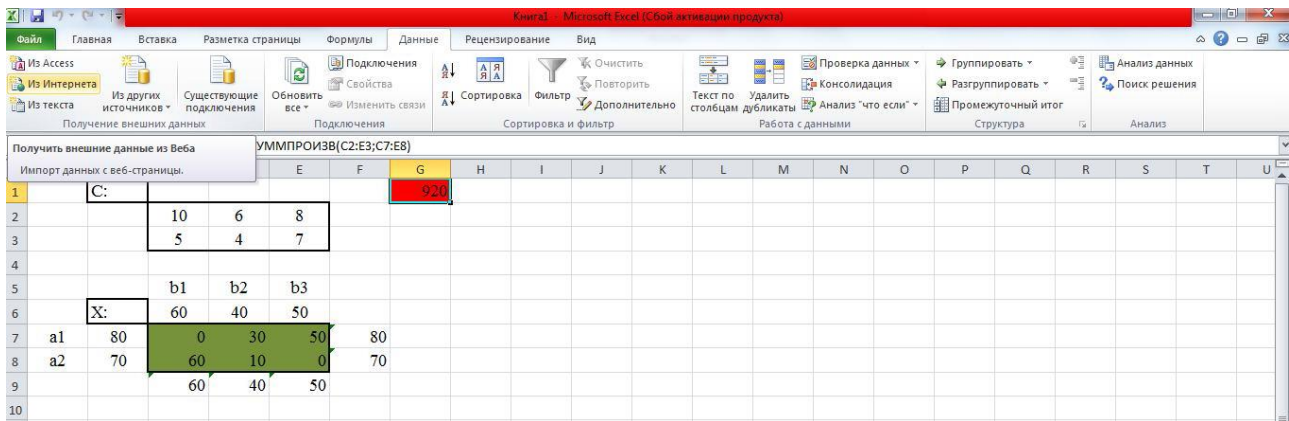 Книга1 - Microsoft Excel (Сбой активации продукта)
Файл Главная Вставка Разметка страницы Формулы Данные Рецензирование Вид
Из Access
Из Интернета
Из текста
Из других источников
Существующие подключения
Получение внешних данных
Обновить все
Подключения
Свойства
Изменить связи
Подключения
Сортировка
Фильтр
Очистить
Повторить
Дополнительно
Сортировка и фильтр
Текст по столбцам
Удалить дубликаты
Проверка данных
Консолидация
Анализ "что если"
Работа с данными
Группировать
Разгруппировать
Промежуточный итог
Структура
Анализ данных
Поиск решения
Анализ
Получить внешние данные из Веба
Импорт данных с веб-страницы.
УММПРОИЗВ(C2:E3;C7:E8)
E F G H I J K L M N O P Q R S T U
1 C: 920
2 10 6 8
3 5 4 7
4
5 b1 b2 b3
6 X: 60 40 50
7 a1 80 0 30 50 80
8 a2 70 60 10 0 70
9 60 40 50
10